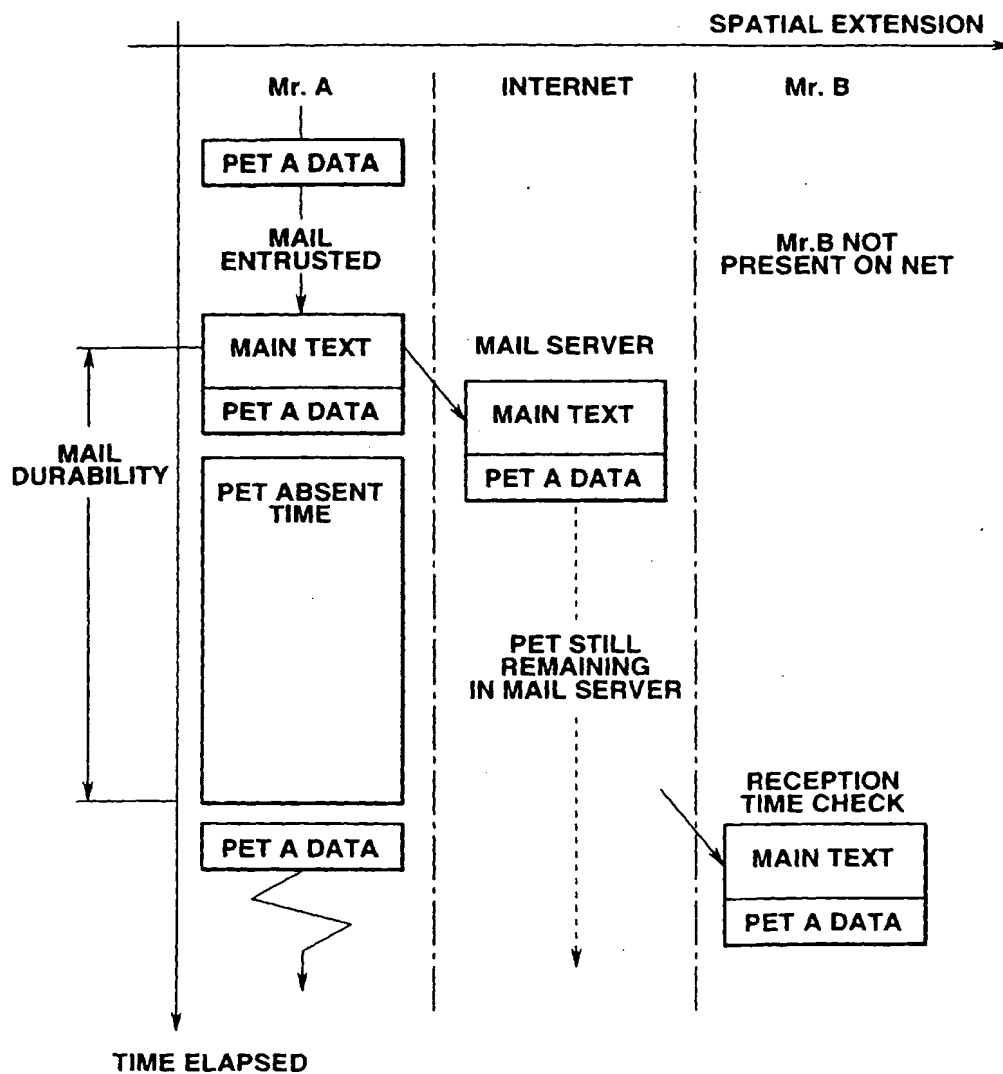 SPATIAL EXTENSION
Mr. A
INTERNET
Mr. B
PET A DATA
MAIL
ENTRUSTED
Mr.B NOT
PRESENT ON NET
MAIN TEXT
PET A DATA
MAIL SERVER
MAIN TEXT
PET A DATA
MAIL
DURABILITY
PET ABSENT
TIME
PET STILL
REMAINING
IN MAIL SERVER
RECEPTION
TIME CHECK
MAIN TEXT
PET A DATA
PET A DATA
TIME ELAPSED